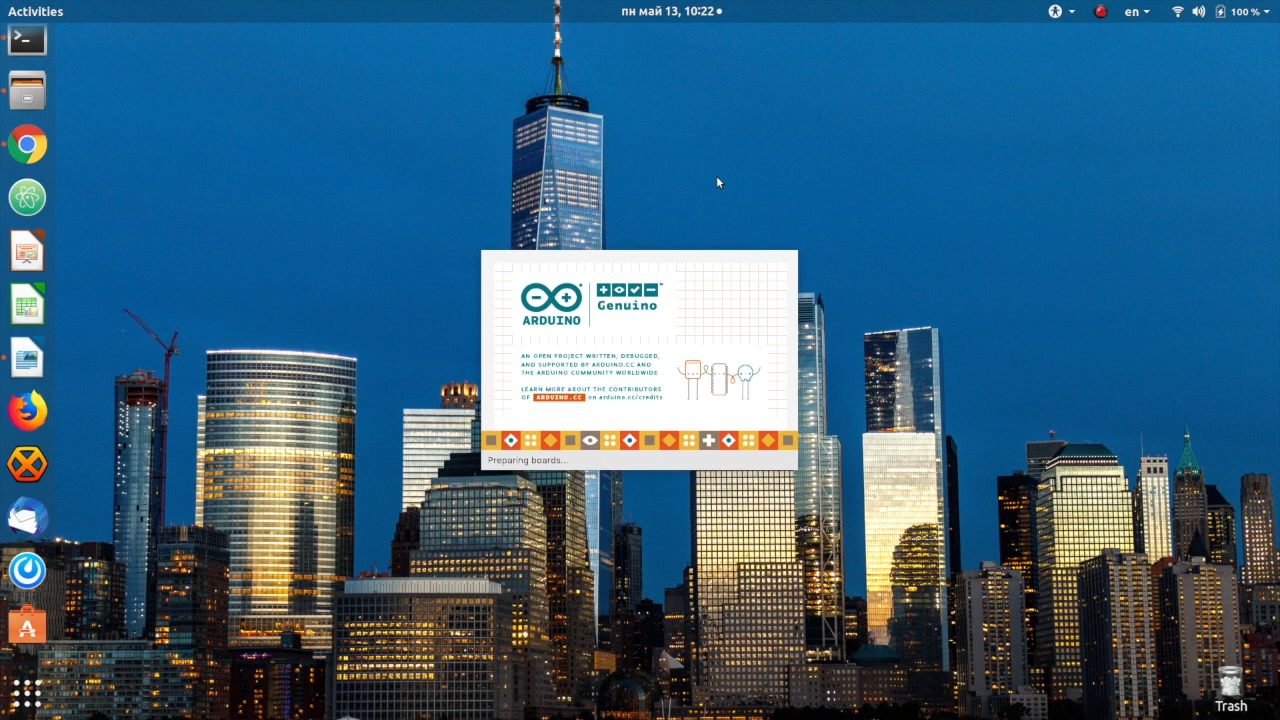 Activities
пн май 13, 10:22
en
100 %
ARDUINO
Genuino
AN OPEN PROJECT WRITTEN, DEBUGGED,
AND SUPPORTED BY ARDUINO.CC AND
THE ARDUINO COMMUNITY WORLDWIDE
LEARN MORE ABOUT THE CONTRIBUTORS
OF ARDUINO.CC on arduino.cc/credits
Preparing boards...
Trash